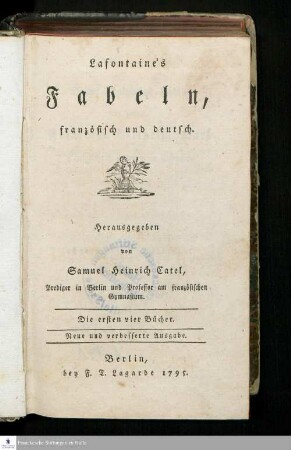 Lafontaine's
Fabeln,
französisch und deutsch.
Herausgegeben
von
Samuel Heinrich Catel,
Prediger in Berlin und Professor am französischen
Gymnasium.
Die ersten vier Bücher.
Neue und verbesserte Ausgabe.
Berlin,
bey F. T. Lagarde 1795.